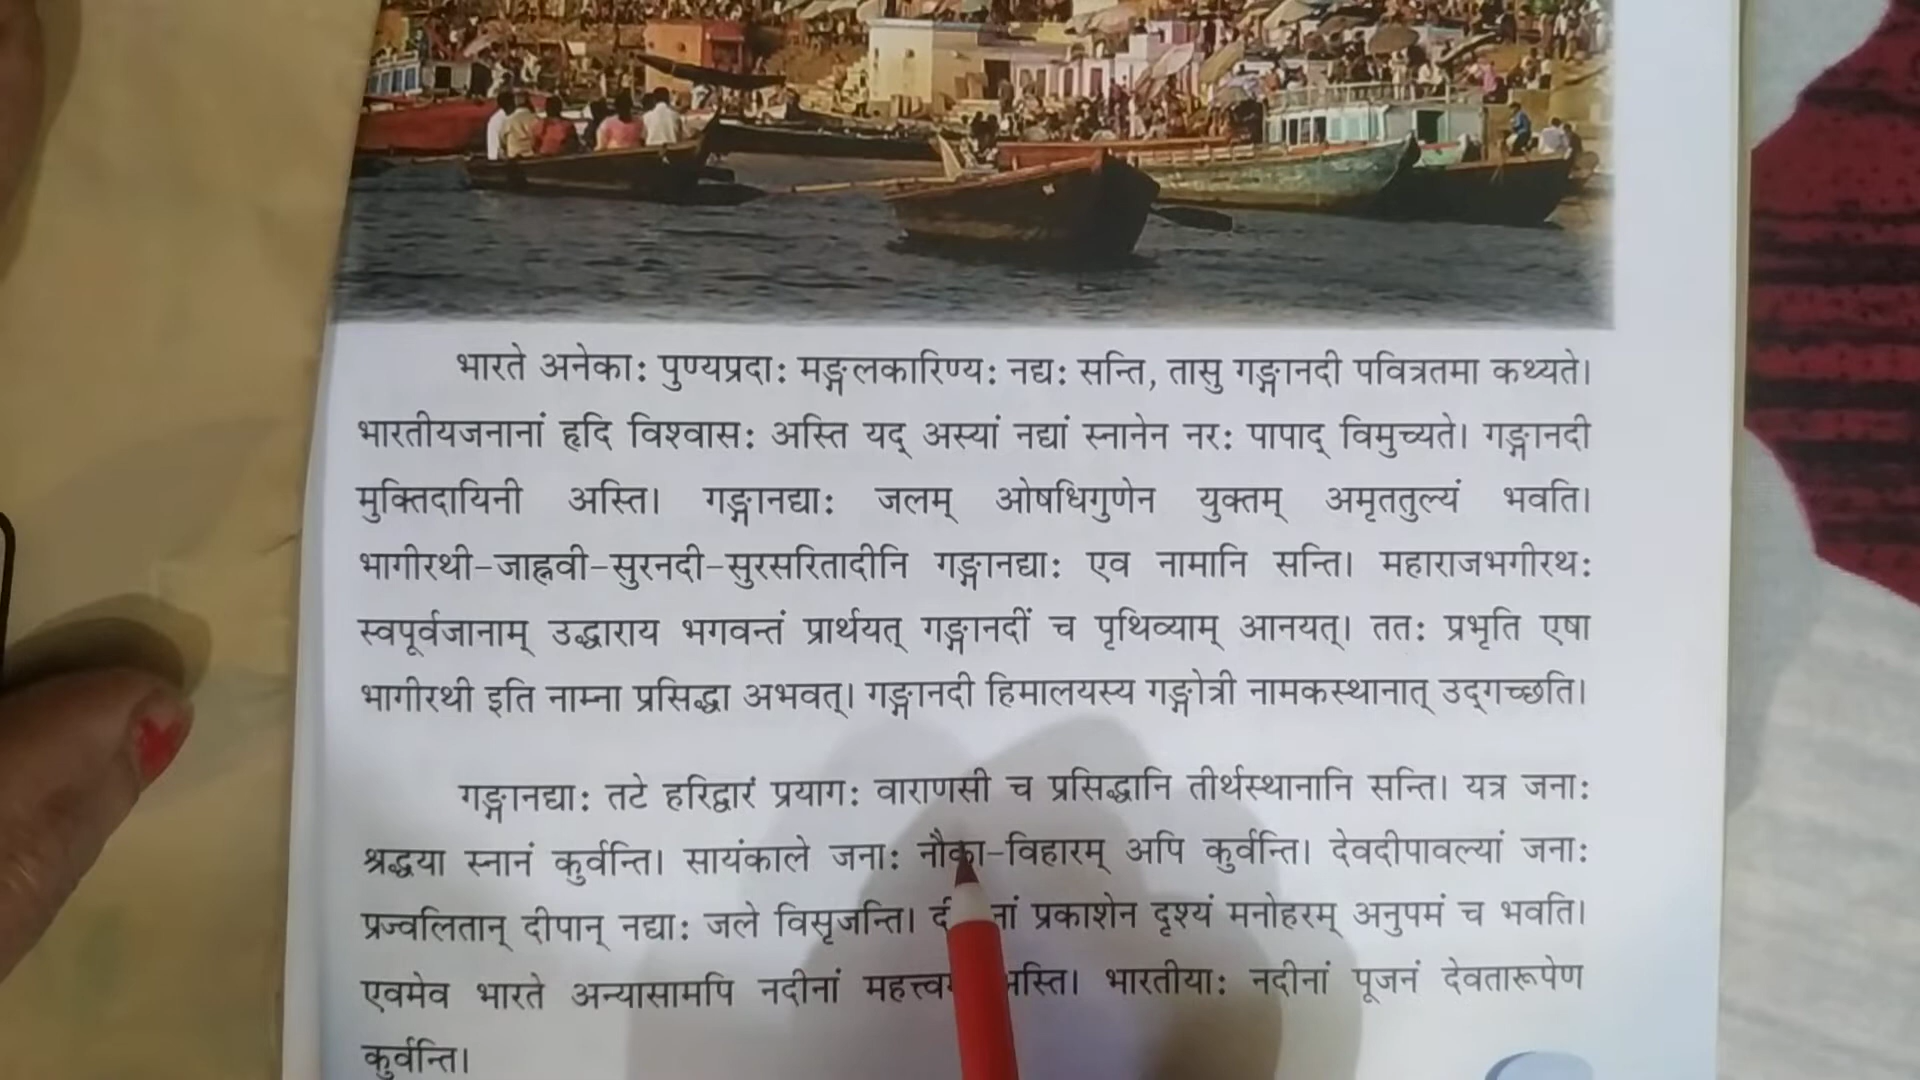 भारते अनेकाः पुण्यप्रदाः मङ्गलकारिण्यः नद्यः सन्ति, तासु गङ्गानदी पवित्रतमा कथ्यते।
भारतीयजनानां हृदि विश्वासः अस्ति यद् अस्यां नद्यां स्नानेन नरः पापाद् विमुच्यते। गङ्गानदी
मुक्तिदायिनी अस्ति। गङ्गानद्याः जलम् ओषधिगुणेन युक्तम् अमृततुल्यं भवति।
भागीरथी-जाह्नवी-सुरनदी-सुरसरितादीनि गङ्गानद्याः एव नामानि सन्ति। महाराजभगीरथः
स्वपूर्वजानाम् उद्धाराय भगवन्तं प्रार्थयत् गङ्गानदीं च पृथिव्याम् आनयत्। ततः प्रभृति एषा
भागीरथी इति नाम्ना प्रसिद्धा अभवत्। गङ्गानदी हिमालयस्य गङ्गोत्री नामकस्थानात् उद्गच्छति।
गङ्गानद्याः तटे हरिद्वारं प्रयागः वाराणसी च प्रसिद्धानि तीर्थस्थानानि सन्ति। यत्र जनाः
श्रद्धया स्नानं कुर्वन्ति। सायंकाले जनाः नौका-विहारम् अपि कुर्वन्ति। देवदीपावल्यां जनाः
प्रज्वलितान् दीपान् नद्याः जले विसृजन्ति। प्रकाशेन दृश्यं मनोहरम् अनुपमं च भवति।
एवमेव भारते अन्यासामपि नदीनां अस्ति। भारतीयाः नदीनां पूजनं देवतारूपेण
कुर्वन्ति।